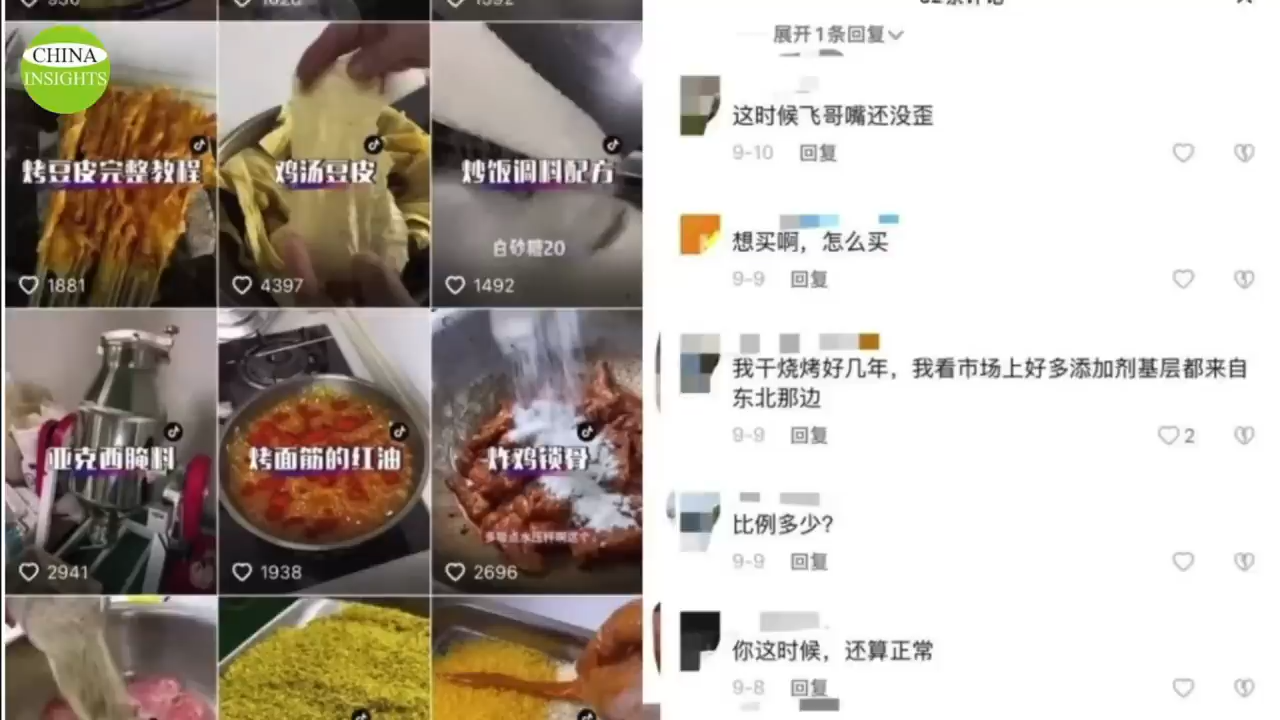 CHINA
INSIGHTS
烤豆皮完整教程
1881
鸡汤豆皮
4397
炒饭调料配方
白砂糖20
1492
亚克西腌料
2941
烤面筋的红油
1938
炸鸡锁骨
2696
展开1条回复
这时候飞哥嘴还没歪
9-10 回复
想买啊，怎么买
9-9 回复
我干烧烤好几年，我看市场上好多添加剂基层都来自
东北那边
9-9 回复
2
比例多少？
9-9 回复
你这时候，还算正常
9-8 回复